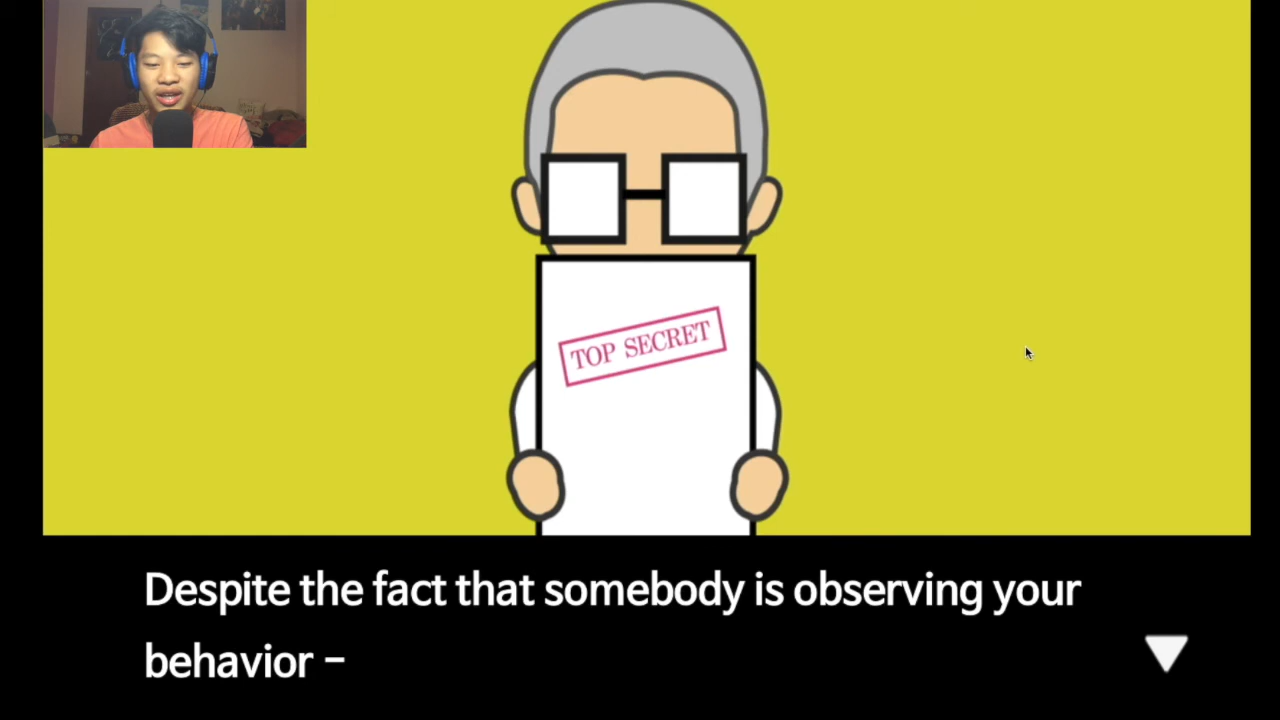 TOP SECRET
Despite the fact that somebody is observing your
behavior -